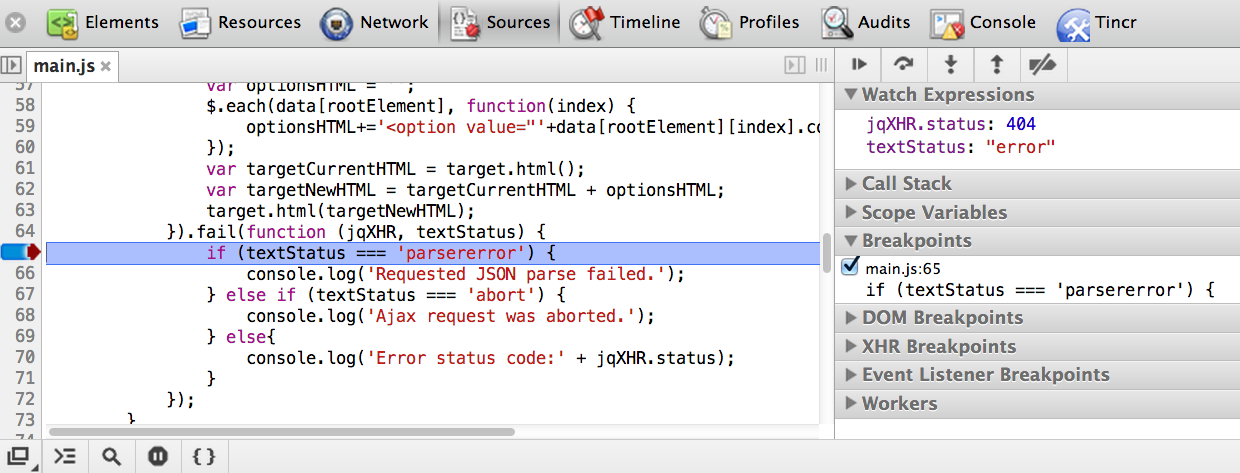 Elements Resources Network Sources Timeline Profiles Audits Console Tincr
main.js
57 var optionsHTML = '';
58 $.each(data[rootElement], function(index) {
59 optionsHTML+='<option value="'+data[rootElement][index].co
60 });
61 var targetCurrentHTML = target.html();
62 var targetNewHTML = targetCurrentHTML + optionsHTML;
63 target.html(targetNewHTML);
64 }).fail(function (jqXHR, textStatus) {
if (textStatus === 'parsererror') {
66 console.log('Requested JSON parse failed.');
67 } else if (textStatus === 'abort') {
68 console.log('Ajax request was aborted.');
69 } else{
70 console.log('Error status code:' + jqXHR.status);
71 }
72 });
73 }
74
Watch Expressions
jqXHR.status: 404
textStatus: "error"
Call Stack
Scope Variables
Breakpoints
main.js:65
if (textStatus === 'parsererror') {
DOM Breakpoints
XHR Breakpoints
Event Listener Breakpoints
Workers